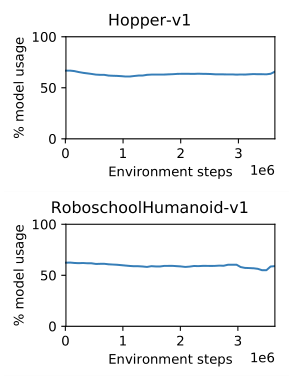 Hopper-v1
100
50
0
% model usage
0 1 2 3
Environment steps 1e6
RoboschoolHumanoid-v1
100
50
0
% model usage
0 1 2 3
Environment steps 1e6